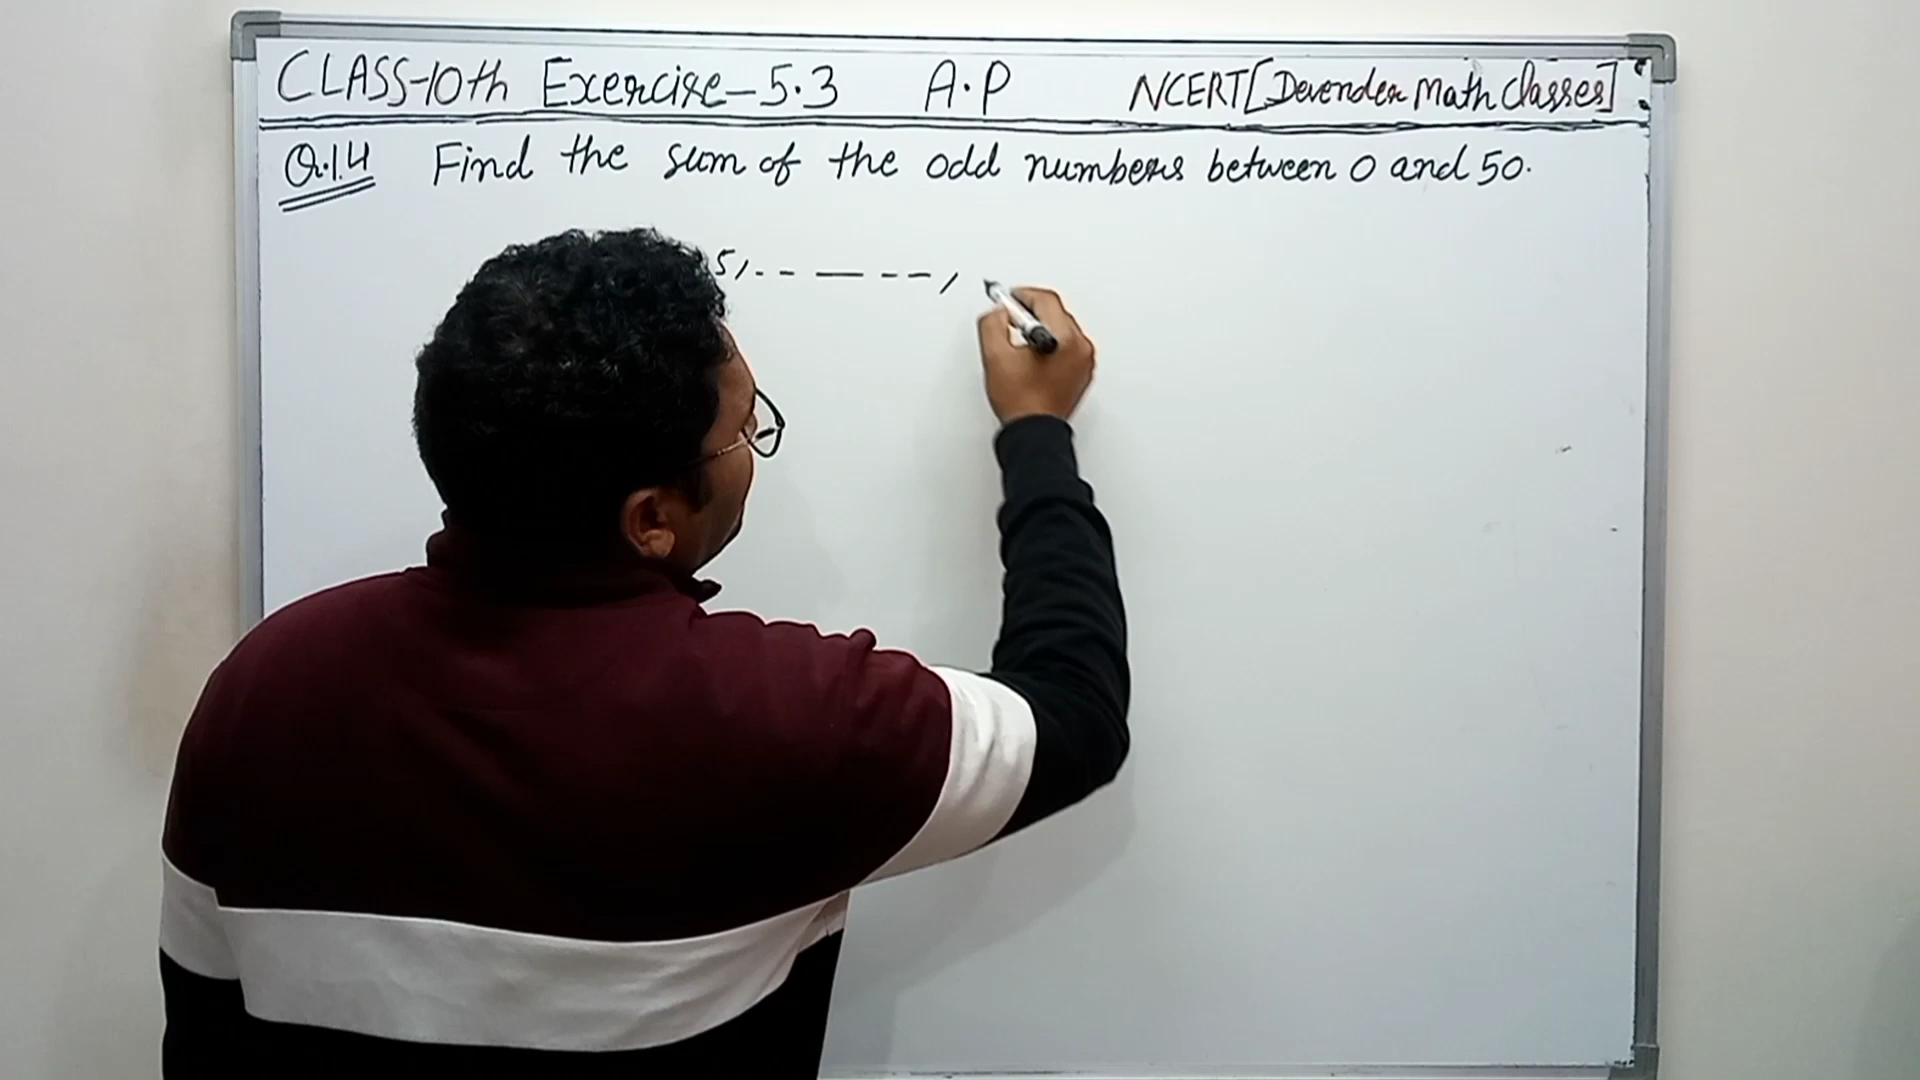 CLASS-10th Exercise-5.3 A.P NCERT[Devender Math Classes]
Q.14 Find the sum of the odd numbers between 0 and 50.
5,-- — --,